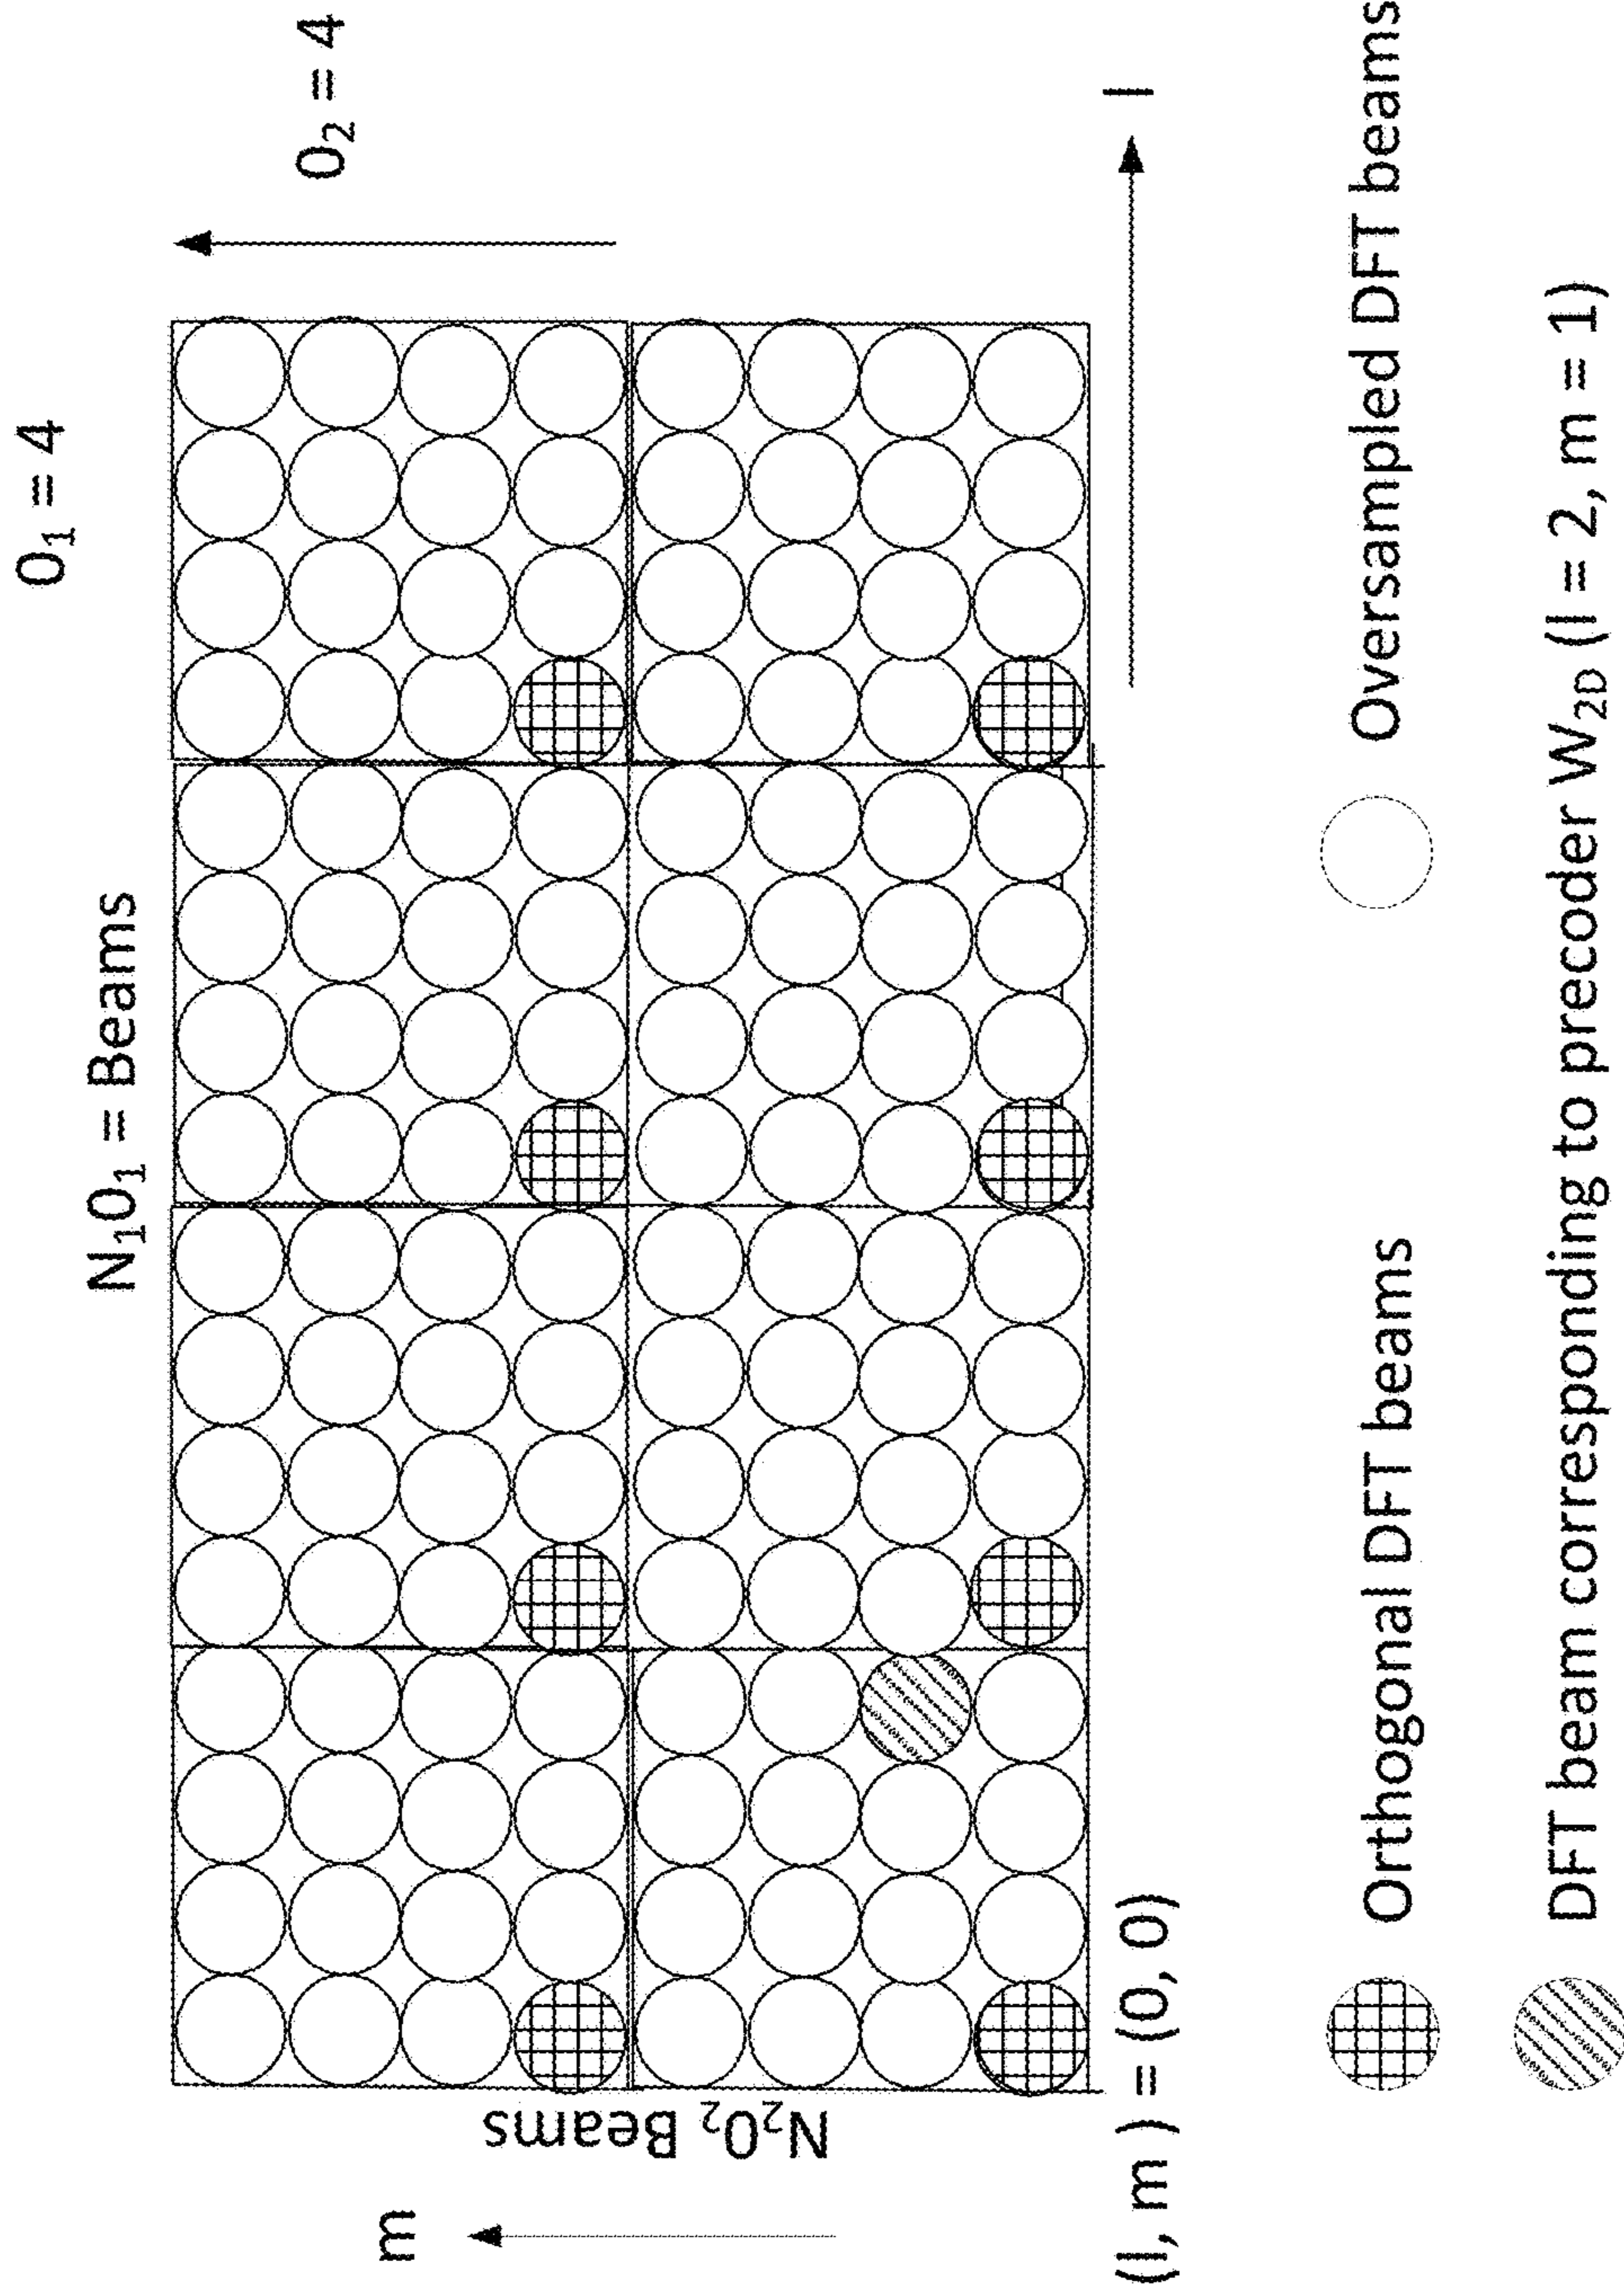 O₁ = 4
N₁O₁ = Beams
O₂ = 4
m
N₂O₂ Beams
(l, m ) = (0, 0)
l
Orthogonal DFT beams
Oversampled DFT beams
DFT beam corresponding to precoder W₂D (l = 2, m = 1)